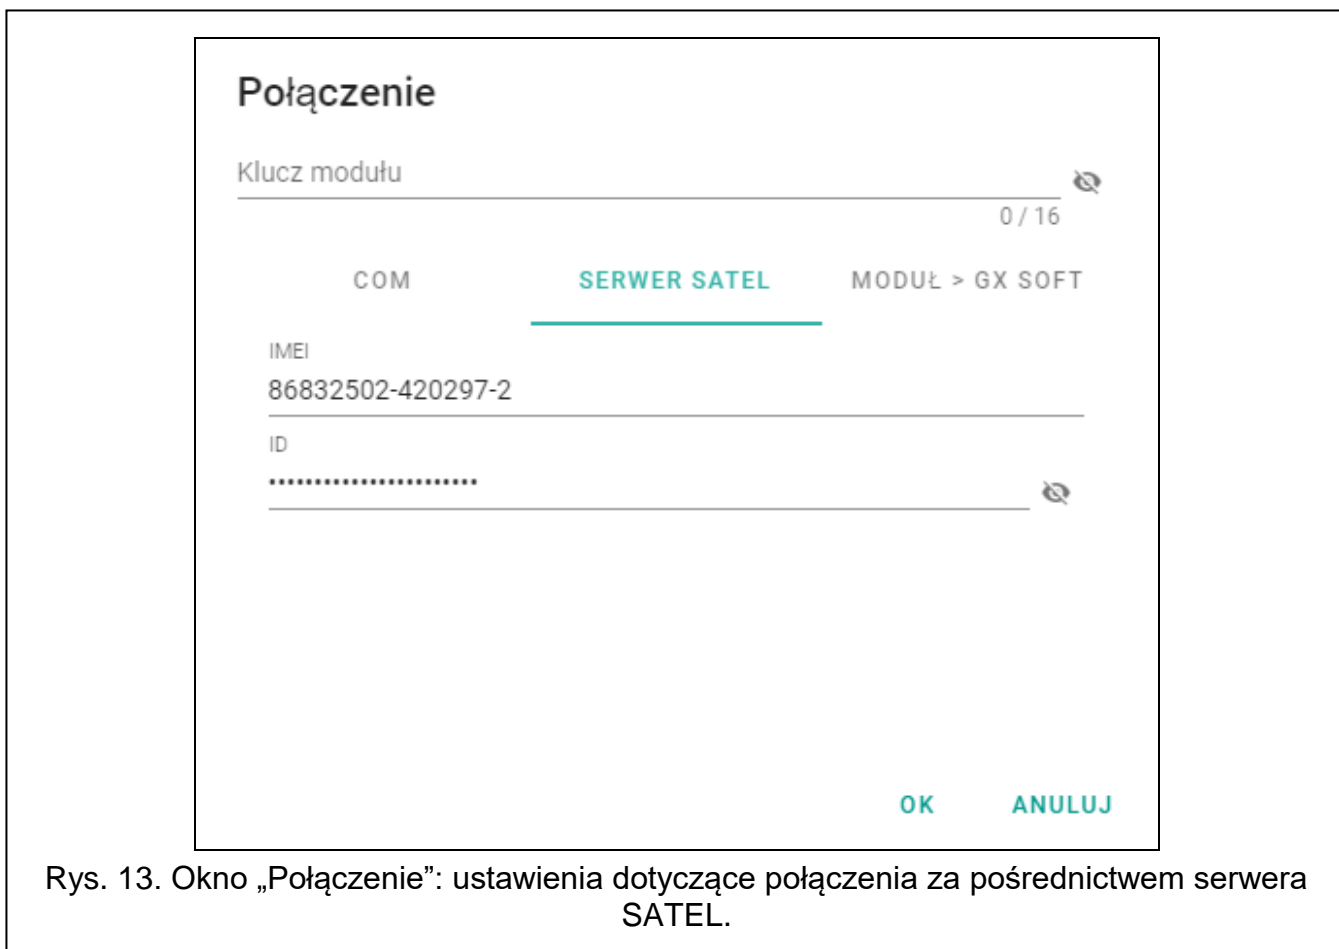 Połączenie
Klucz modułu
0 / 16
COM SERWER SATEL MODUŁ > GX SOFT
IMEI
86832502-420297-2
ID
•••••••••••••••••••••••
OK ANULUJ
Rys. 13. Okno „Połączenie”: ustawienia dotyczące połączenia za pośrednictwem serwera
SATEL.